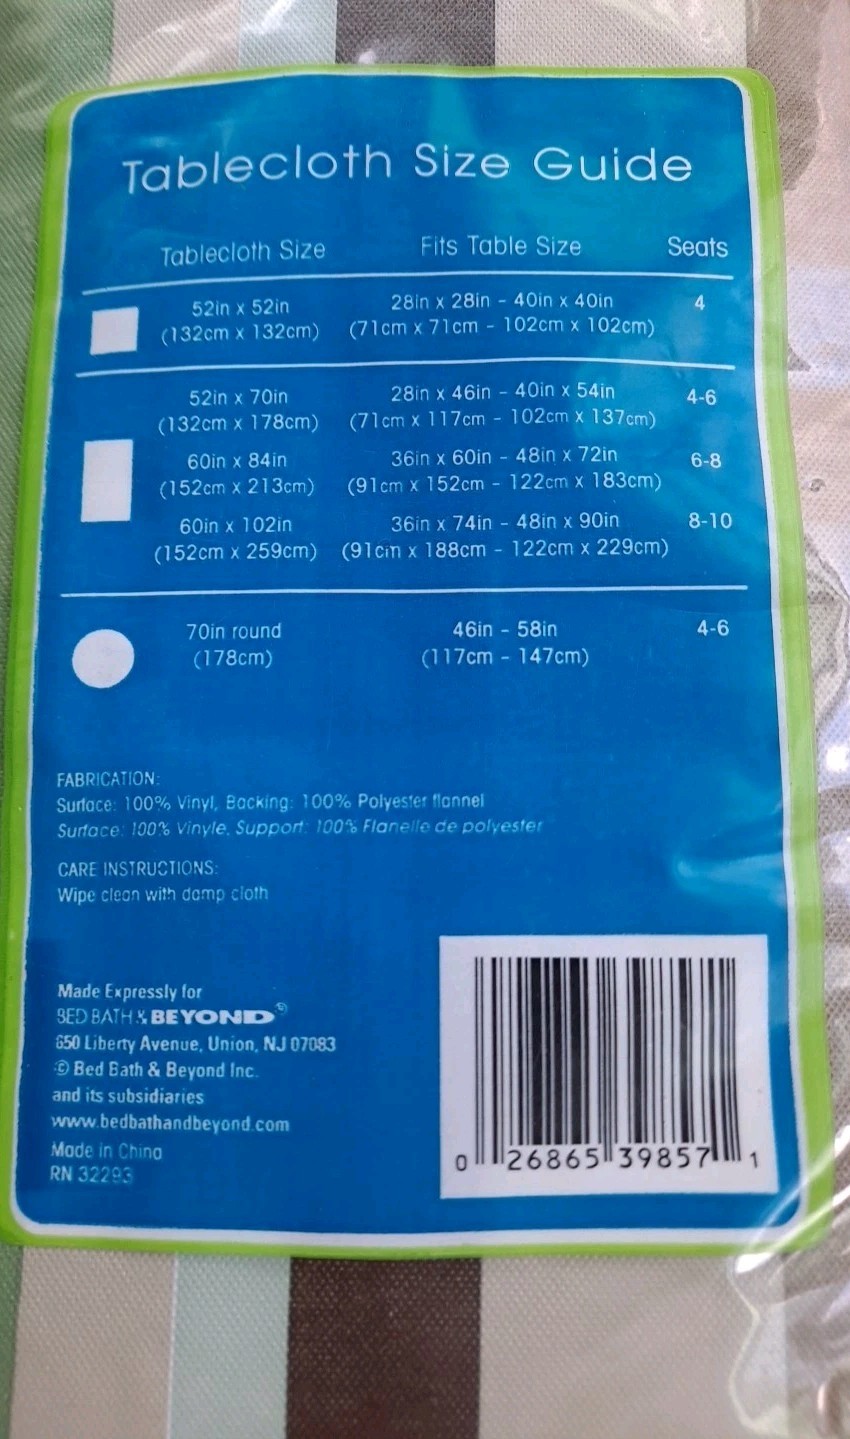 Tablecloth Size Guide
Tablecloth Size Fits Table Size Seats
52in x 52in 28in x 28in - 40in x 40in 4
(132cm x 132cm) (71cm x 71cm - 102cm x 102cm)
52in x 70in 28in x 46in - 40in x 54in 4-6
(132cm x 178cm) (71cm x 117cm - 102cm x 137cm)
60in x 84in 36in x 60in - 48in x 72in 6-8
(152cm x 213cm) (91cm x 152cm - 122cm x 183cm)
60in x 102in 36in x 74in - 48in x 90in 8-10
(152cm x 259cm) (91cm x 188cm - 122cm x 229cm)
70in round 46in - 58in 4-6
(178cm) (117cm - 147cm)
FABRICATION:
Surface: 100% Vinyl, Backing: 100% Polyester flannel
Surface: 100% Vinyle, Support: 100% Flanelle de polyester
CARE INSTRUCTIONS:
Wipe clean with damp cloth
Made Expressly for
BED BATH & BEYOND®
650 Liberty Avenue, Union, NJ 07083
© Bed Bath & Beyond Inc.
and its subsidiaries
www.bedbathandbeyond.com
Made in China
RN 32293
0 26865 39857 1